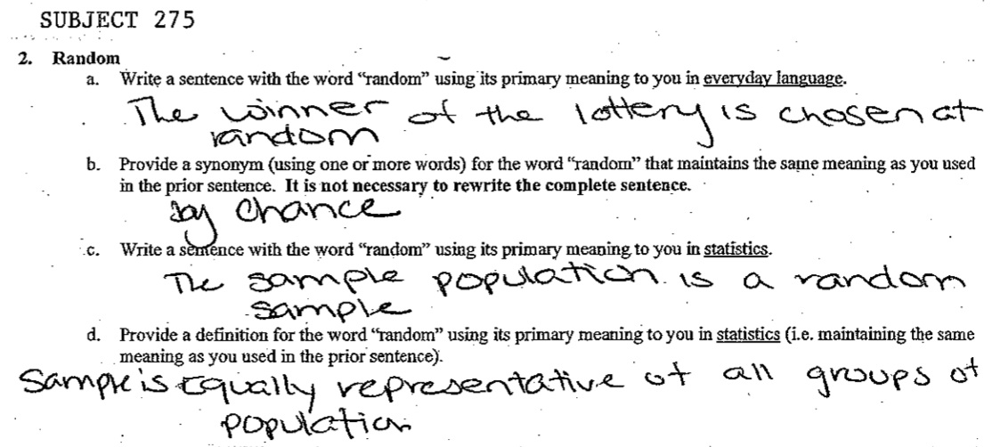 SUBJECT 275
2. Random
a. Write a sentence with the word "random" using its primary meaning to you in everyday language.
The winner of the lottery is chosen at
random
b. Provide a synonym (using one or more words) for the word "random" that maintains the same meaning as you used
in the prior sentence. It is not necessary to rewrite the complete sentence.
by chance
c. Write a sentence with the word "random" using its primary meaning to you in statistics.
The sample population is a random
sample
d. Provide a definition for the word "random" using its primary meaning to you in statistics (i.e. maintaining the same
meaning as you used in the prior sentence).
Sample is equally representative of all groups of
population